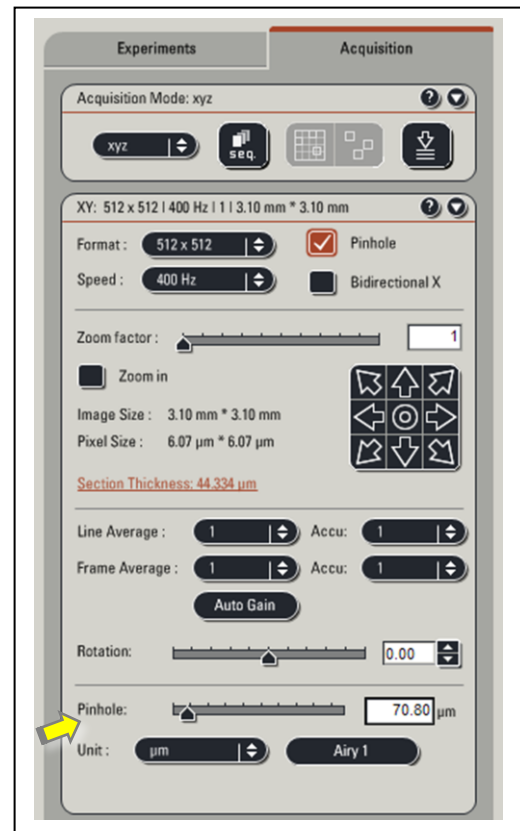 Experiments Acquisition
Acquisition Mode: xyz ?
xyz seq.
XY: 512 x 512 | 400 Hz | 1 | 3.10 mm * 3.10 mm ?
Format : 512 x 512 Pinhole
Speed : 400 Hz Bidirectional X
Zoom factor : 1
Zoom in
Image Size : 3.10 mm * 3.10 mm
Pixel Size : 6.07 µm * 6.07 µm
Section Thickness: 44.334 µm
Line Average : 1 Accu: 1
Frame Average : 1 Accu: 1
Auto Gain
Rotation: 0.00
Pinhole: 70.80 µm
Unit : µm Airy 1